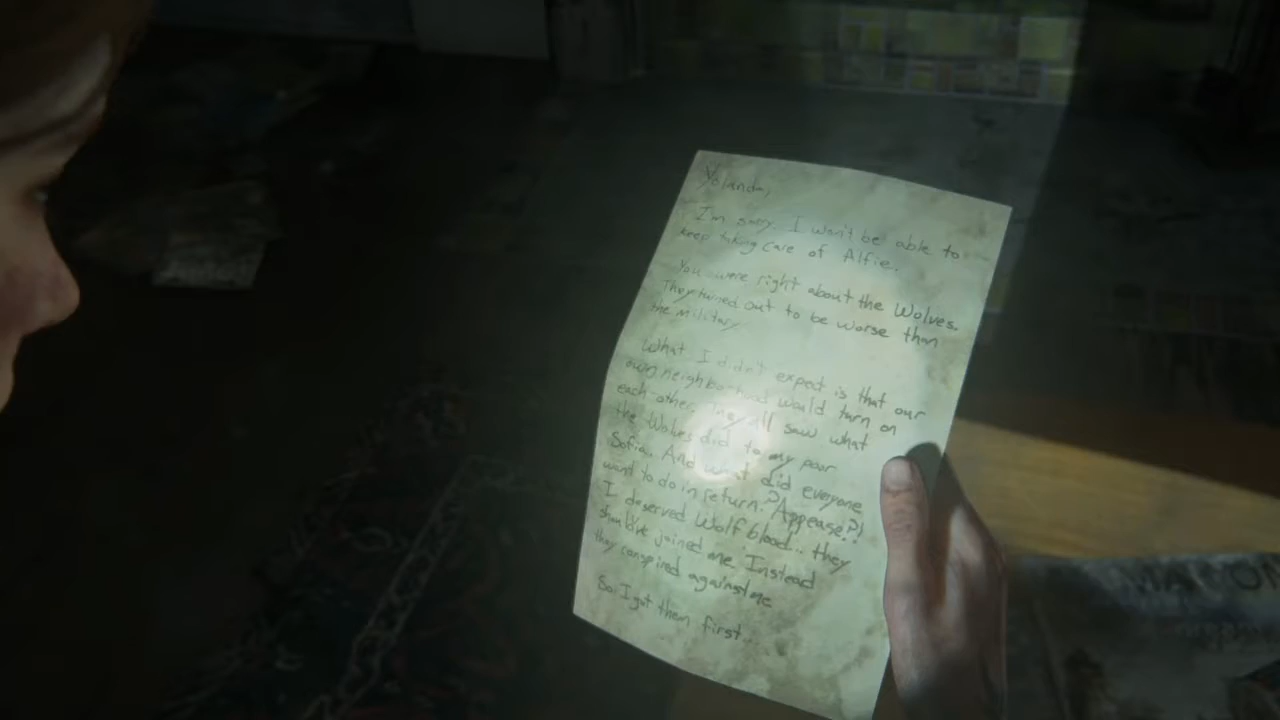 Yolanda,
I'm sorry. I won't be able to
keep taking care of Alfie.
You were right about the Wolves.
They turned out to be worse than
the military.
What I didn't expect is that our
own neighborhood would turn on
each-other. They all saw what
the Wolves did to my poor
Sofia. And what did everyone
want to do in return? Appease?!
I deserved Wolf blood... they
should've joined me. Instead
they conspired against me
So I got them first...